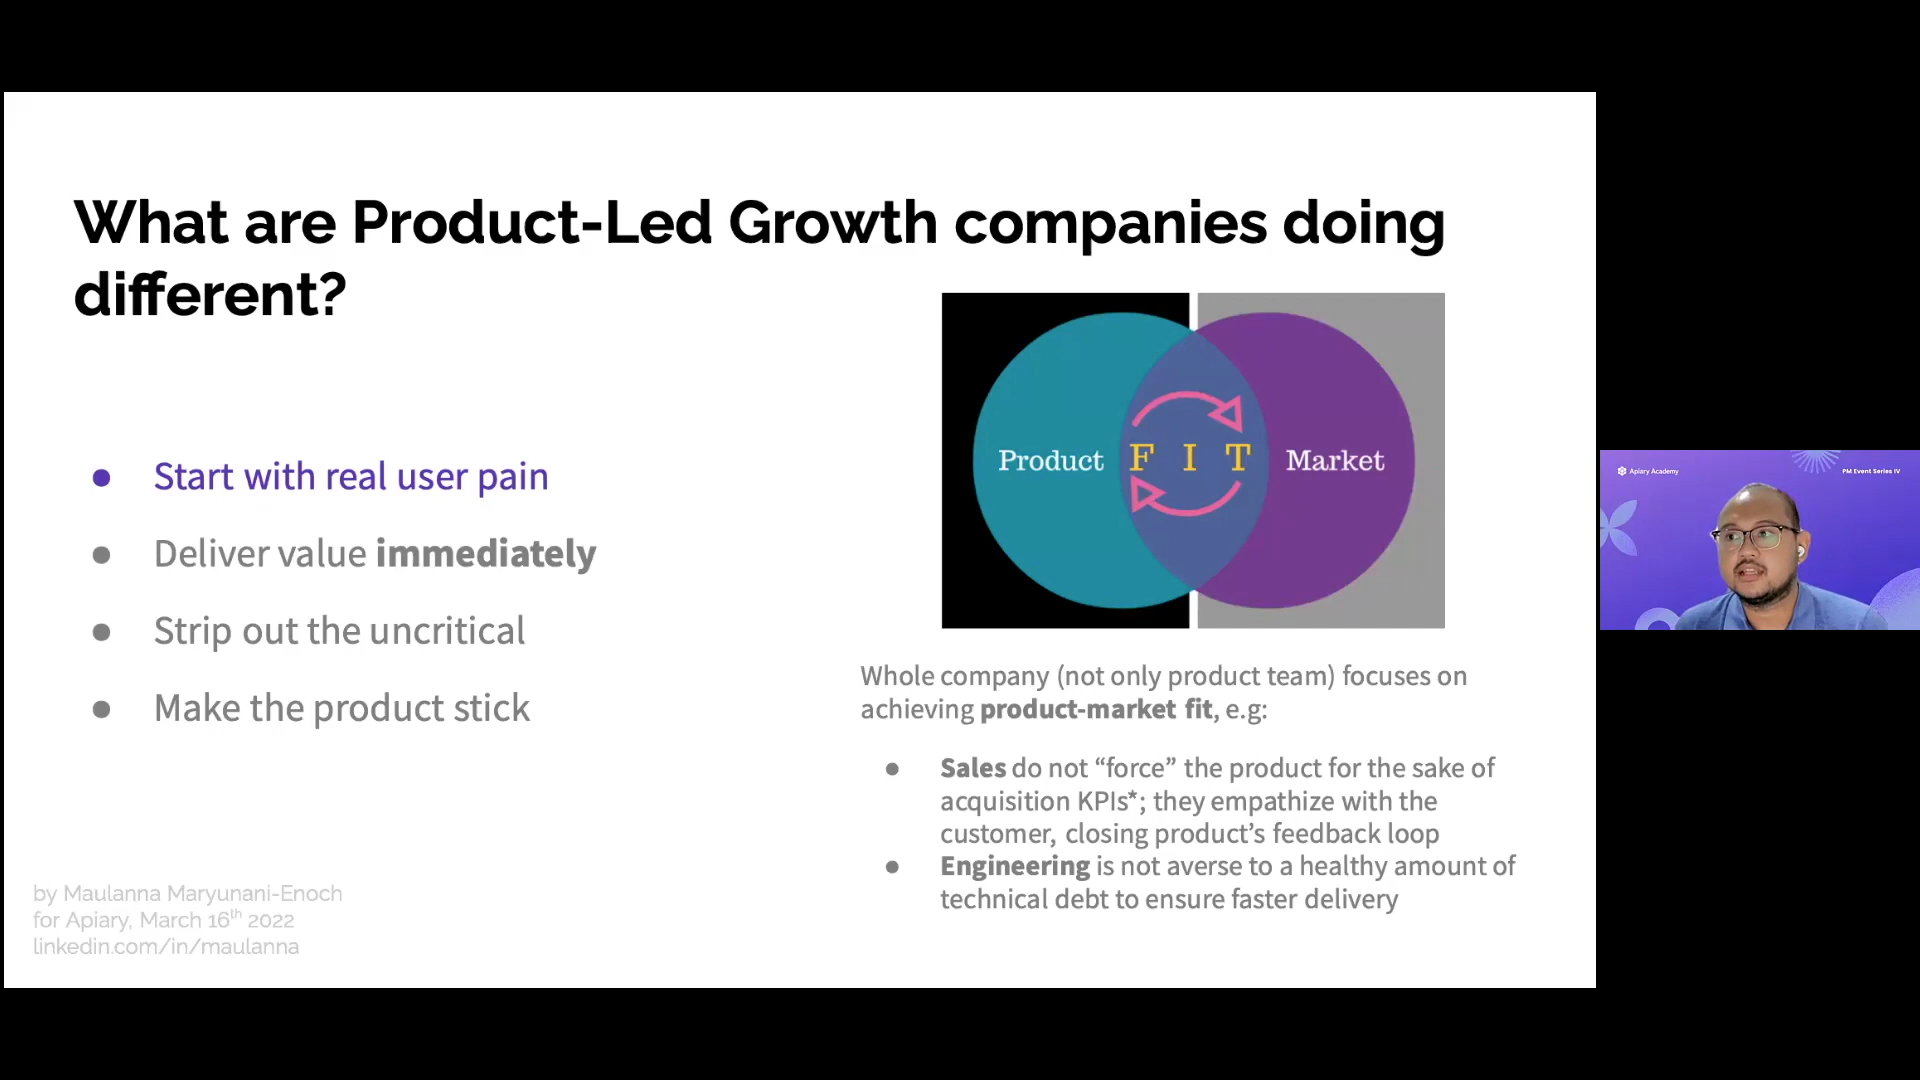 What are Product-Led Growth companies doing
different?
● Start with real user pain
● Deliver value immediately
● Strip out the uncritical
● Make the product stick
Product F I T Market
Whole company (not only product team) focuses on
achieving product-market fit, e.g:
● Sales do not “force” the product for the sake of
acquisition KPIs*; they empathize with the
customer, closing product’s feedback loop
● Engineering is not averse to a healthy amount of
technical debt to ensure faster delivery
by Maulanna Maryunani-Enoch
for Apiary, March 16th 2022
linkedin.com/in/maulanna
Apiary Academy
PM Event Series IV